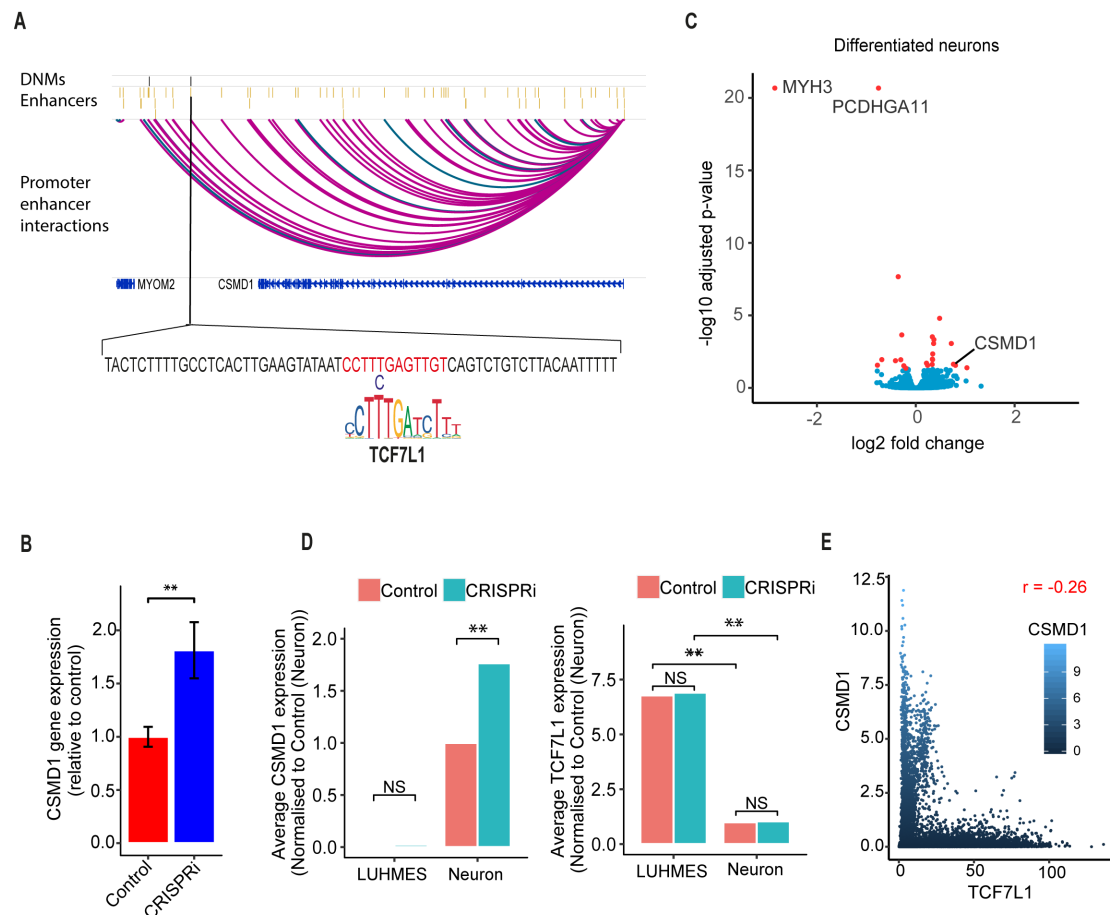 A
DNMs
Enhancers
Promoter
enhancer
interactions
MYOM2
CSMD1
TACTCTTTTGCCTCACTTGAAGTATAATCCTTTGAGTTGTCAGTCTGTCTTACAATTTTT
C
CCTTTGATCTTT
TCF7L1
C
Differentiated neurons
-log10 adjusted p-value
20
15
10
5
0
MYH3
PCDHGA11
CSMD1
-2
0
2
log2 fold change
B
CSMD1 gene expression
(relative to control)
2.0
1.5
1.0
0.5
0.0
**
Control
CRISPRi
D
Control
CRISPRi
Average CSMD1 expression
(Normalised to Control (Neuron))
2.0
1.0
0.5
0.0
NS
**
LUHMES
Neuron
Control
CRISPRi
Average TCF7L1 expression
(Normalised to Control (Neuron))
7.5
5.0
2.5
0.0
**
**
NS
NS
LUHMES
Neuron
E
r = -0.26
CSMD1
12.5
10.0
7.5
5.0
2.5
0.0
CSMD1
9
6
3
0
0
50
100
TCF7L1